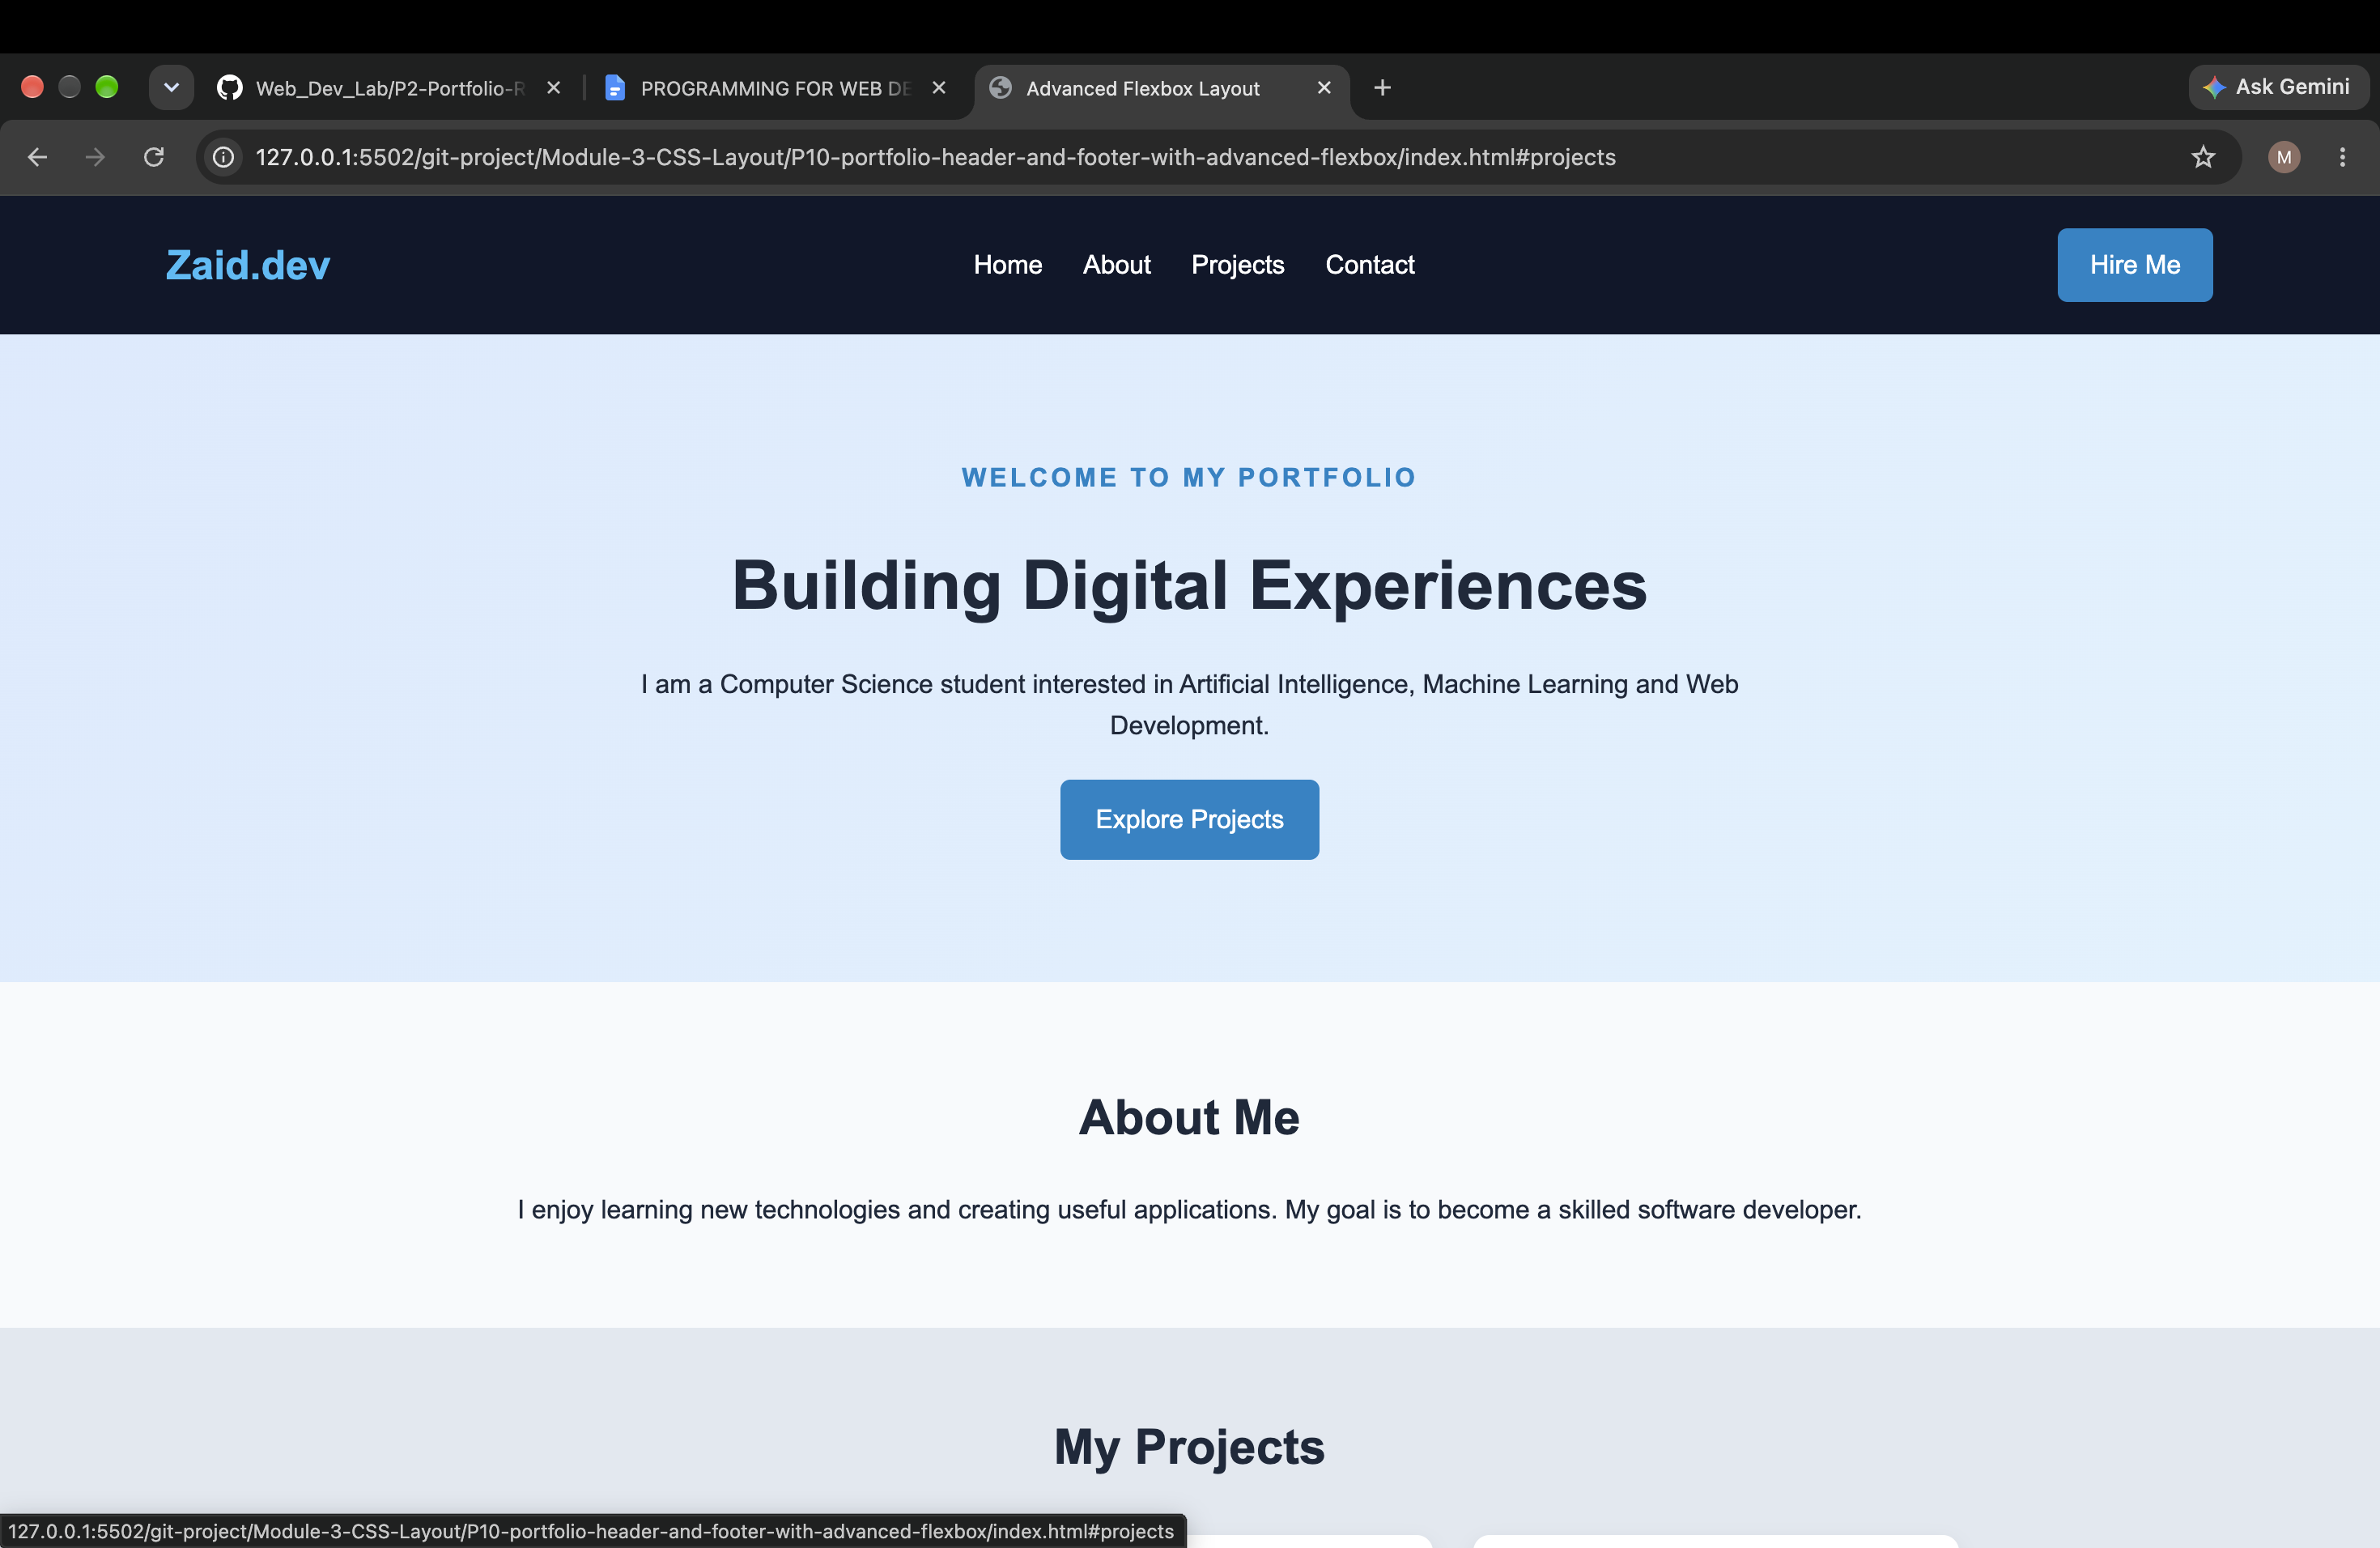 Web_Dev_Lab/P2-Portfolio-R
PROGRAMMING FOR WEB DE
Advanced Flexbox Layout
Ask Gemini
127.0.0.1:5502/git-project/Module-3-CSS-Layout/P10-portfolio-header-and-footer-with-advanced-flexbox/index.html#projects
M
Zaid.dev
Home About Projects Contact
Hire Me
WELCOME TO MY PORTFOLIO
Building Digital Experiences
I am a Computer Science student interested in Artificial Intelligence, Machine Learning and Web
Development.
Explore Projects
About Me
I enjoy learning new technologies and creating useful applications. My goal is to become a skilled software developer.
My Projects
127.0.0.1:5502/git-project/Module-3-CSS-Layout/P10-portfolio-header-and-footer-with-advanced-flexbox/index.html#projects